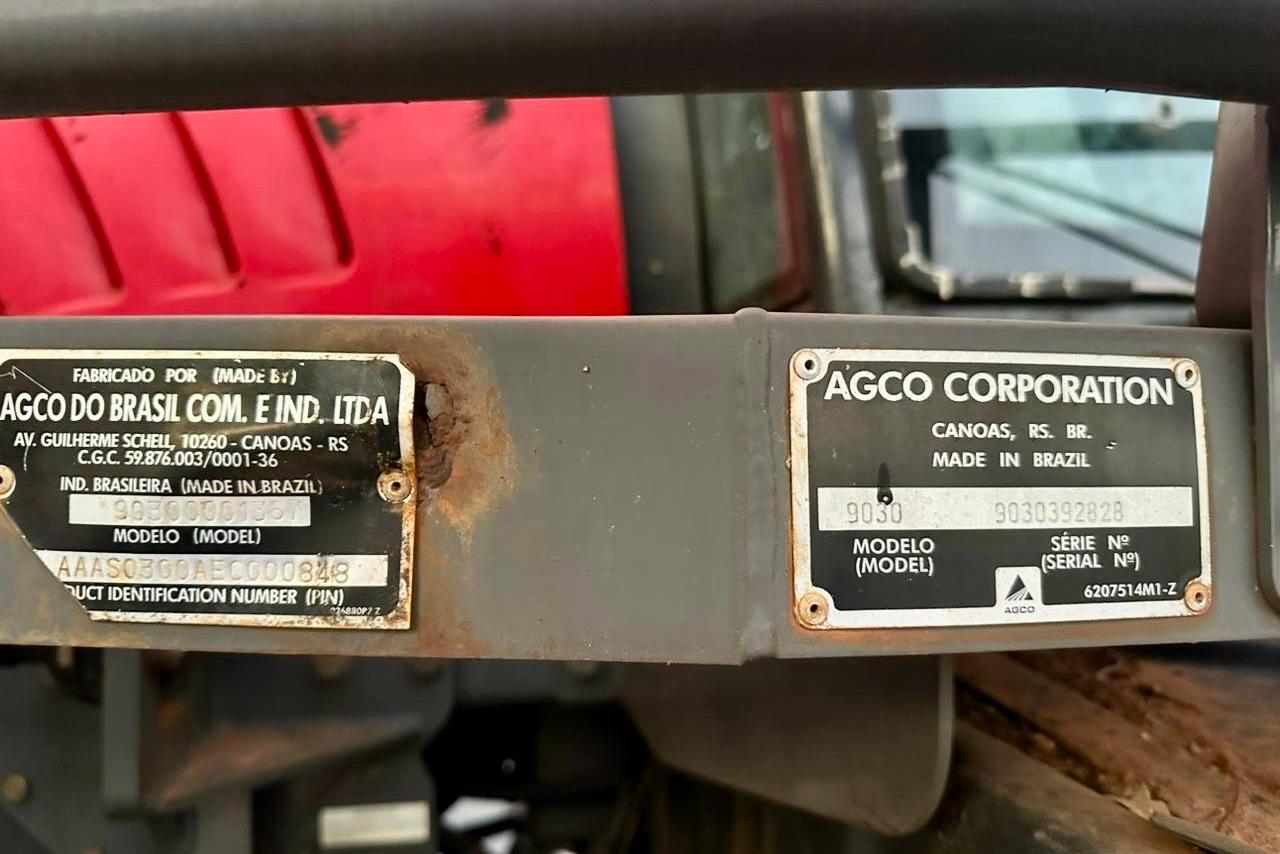 FABRICADO POR (MADE BY)
AGCO DO BRASIL COM. E IND. LTDA
AV. GUILHERME SCHELL, 10260 - CANOAS - RS
C.G.C. 59.876.003/0001-36
IND. BRASILEIRA (MADE IN BRAZIL)
90300001367
MODELO (MODEL)
AAAS0300AEC000848
DUCT IDENTIFICATION NUMBER (PIN)
AGCO CORPORATION
CANOAS, RS. BR.
MADE IN BRAZIL
9030 9030392828
MODELO SÉRIE Nº
(MODEL) (SERIAL Nº)
AGCO
6207514M1-Z